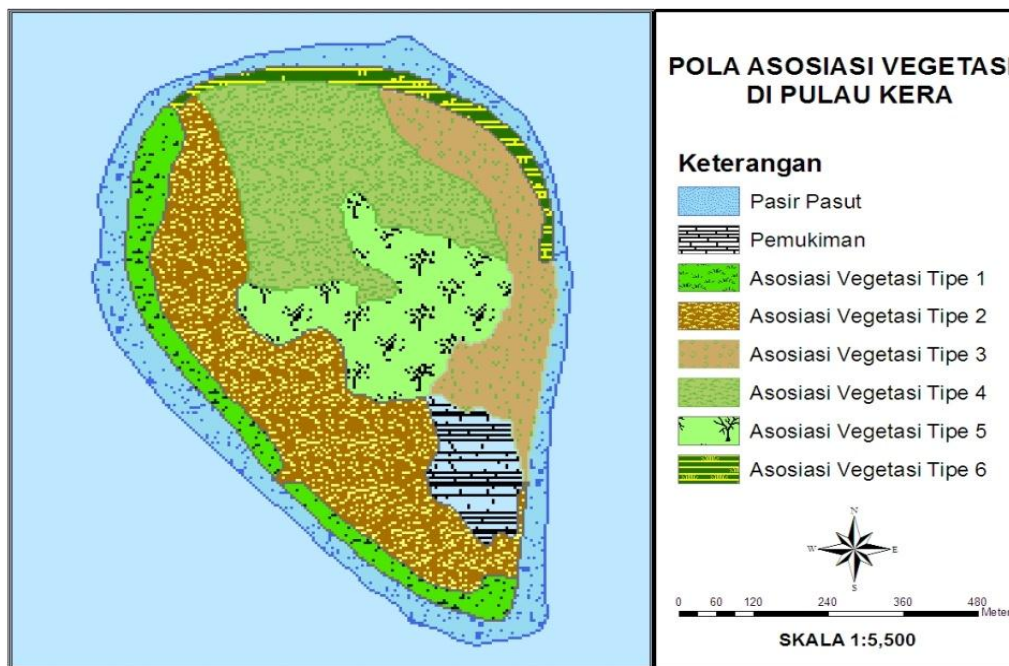 POLA ASOSIASI VEGETASI
DI PULAU KERA
Keterangan
Pasir Pasut
Pemukiman
Asosiasi Vegetasi Tipe 1
Asosiasi Vegetasi Tipe 2
Asosiasi Vegetasi Tipe 3
Asosiasi Vegetasi Tipe 4
Asosiasi Vegetasi Tipe 5
Asosiasi Vegetasi Tipe 6
N
W E
S
0 60 120 240 360 480
Meter
SKALA 1:5,500